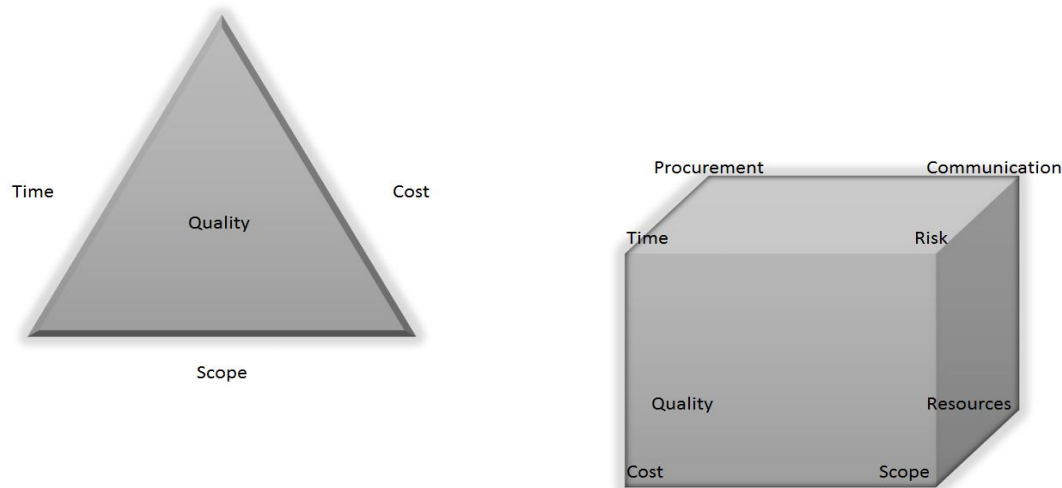 Time
Cost
Quality
Scope
Procurement
Communication
Time
Risk
Quality
Resources
Cost
Scope